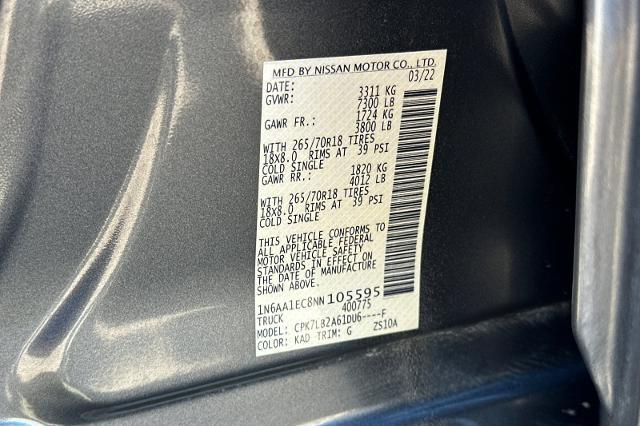 MFD BY NISSAN MOTOR CO., LTD.
DATE: 03/22
GVWR: 3311 KG
7300 LB
GAWR FR.: 1724 KG
3800 LB
WITH 265/70R18 TIRES
18X8.0 RIMS AT 39 PSI
COLD SINGLE
GAWR RR.: 1820 KG
4012 LB
WITH 265/70R18 TIRES
18X8.0 RIMS AT 39 PSI
COLD SINGLE
THIS VEHICLE CONFORMS TO
ALL APPLICABLE FEDERAL
MOTOR VEHICLE SAFETY
STANDARDS IN EFFECT ON
THE DATE OF MANUFACTURE
SHOWN ABOVE.
1N6AA1EC8NN105595
TRUCK 400775
MODEL: CPK7LB2A61DU6----F
COLOR: KAD TRIM: G ZS10A